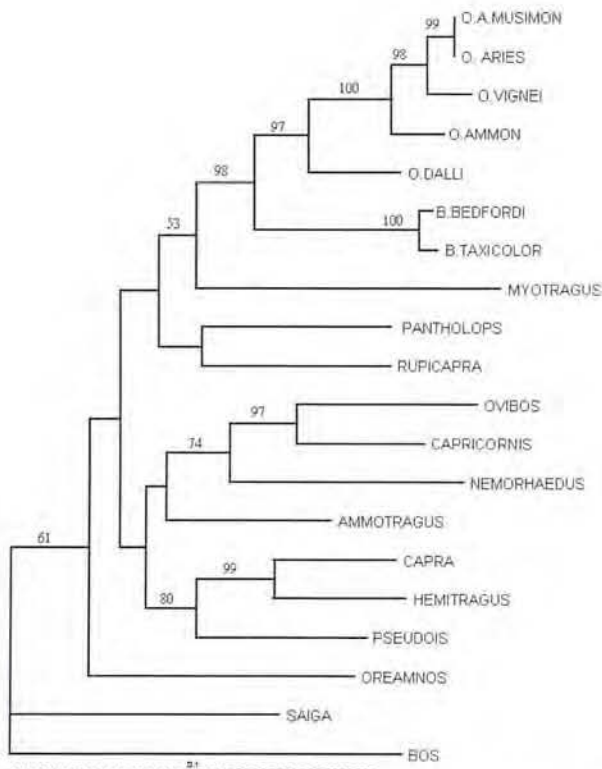 99
O.A.MUSIMON
98
O. ARIES
100
O.VIGNEI
97
O.AMMON
98
O.DALLI
53
100
B.BEDFORDI
B.TAXICOLOR
MYOTRAGUS
PANTHOLOPS
RUPICAPRA
97
OVIBOS
74
CAPRICORNIS
NEMORHAEDUS
AMMOTRAGUS
61
99
CAPRA
80
HEMITRAGUS
PSEUDOIS
OREAMNOS
SAIGA
BOS